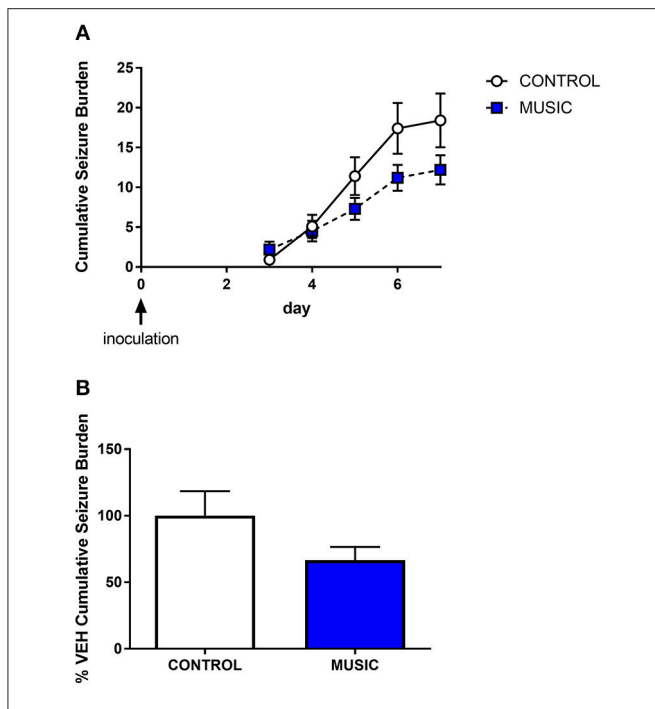 A
Cumulative Seizure Burden
25
20
15
10
5
0
0 2 4 6
day
inoculation
CONTROL
MUSIC
B
% VEH Cumulative Seizure Burden
150
100
50
0
CONTROL MUSIC